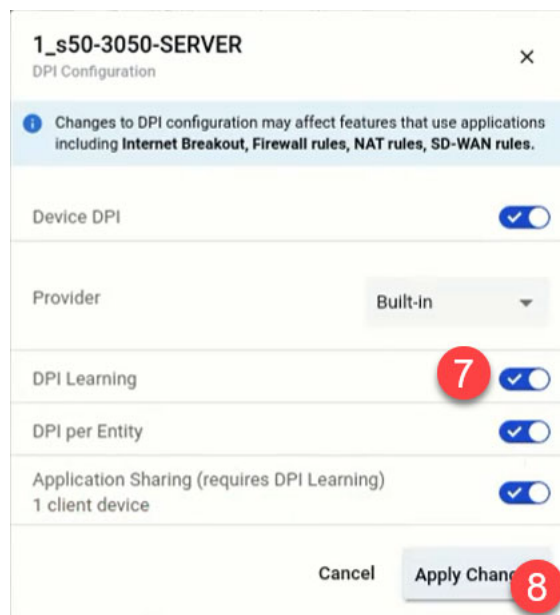 1_s50-3050-SERVER
DPI Configuration
Changes to DPI configuration may affect features that use applications
including Internet Breakout, Firewall rules, NAT rules, SD-WAN rules.
Device DPI
Provider
Built-in
DPI Learning
7
DPI per Entity
Application Sharing (requires DPI Learning)
1 client device
Cancel
Apply Chan
8